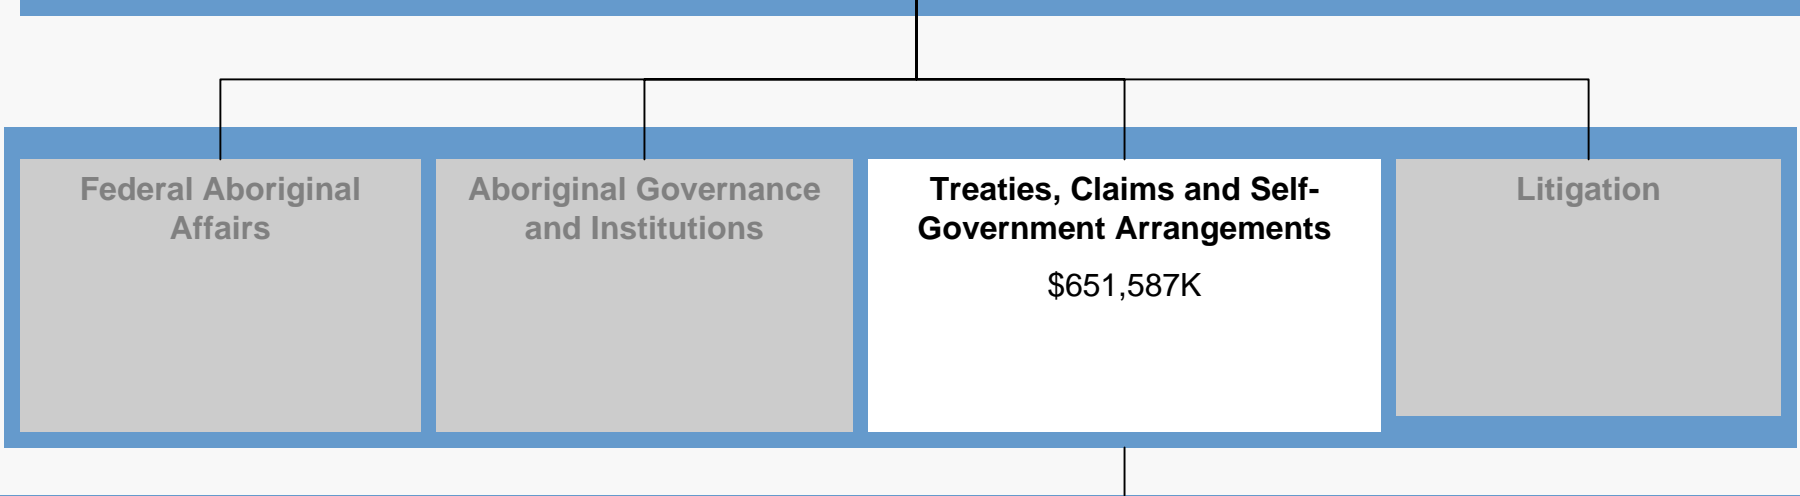 Federal Aboriginal
Affairs
Aboriginal Governance
and Institutions
Treaties, Claims and Self-
Government Arrangements
$651,587K
Litigation